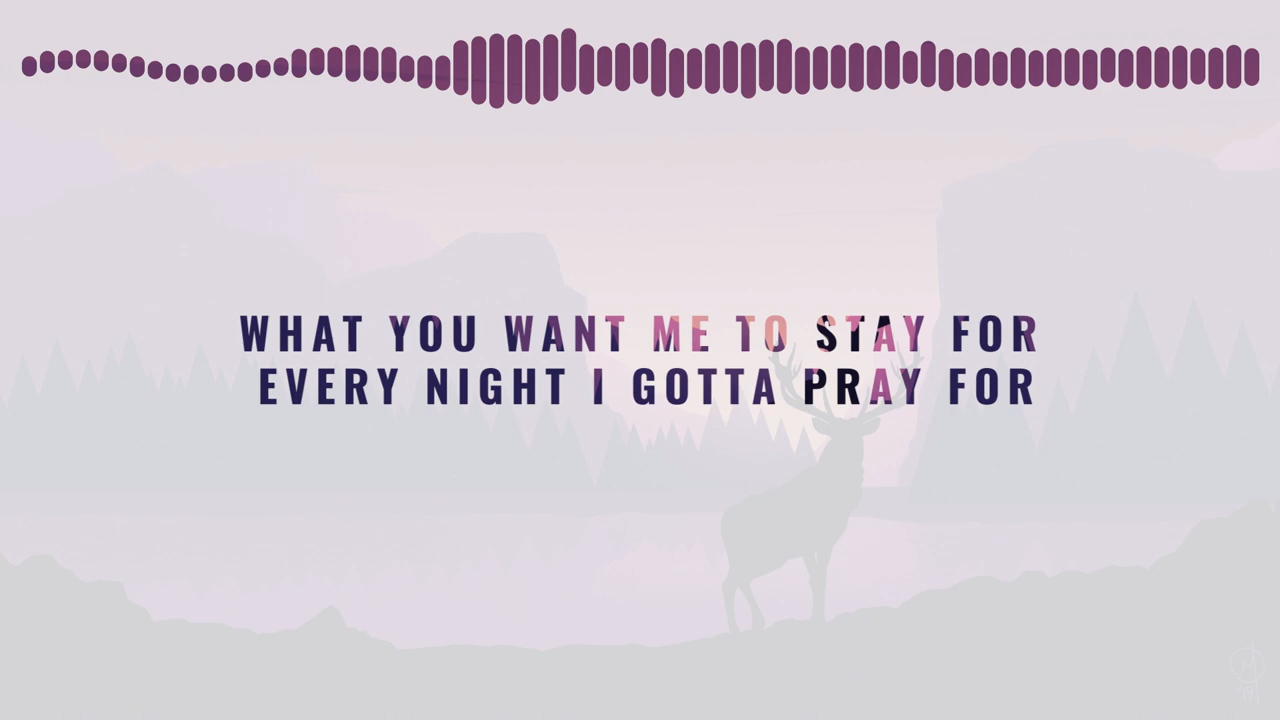 WHAT YOU WANT ME TO STAY FOR
EVERY NIGHT I GOTTA PRAY FOR